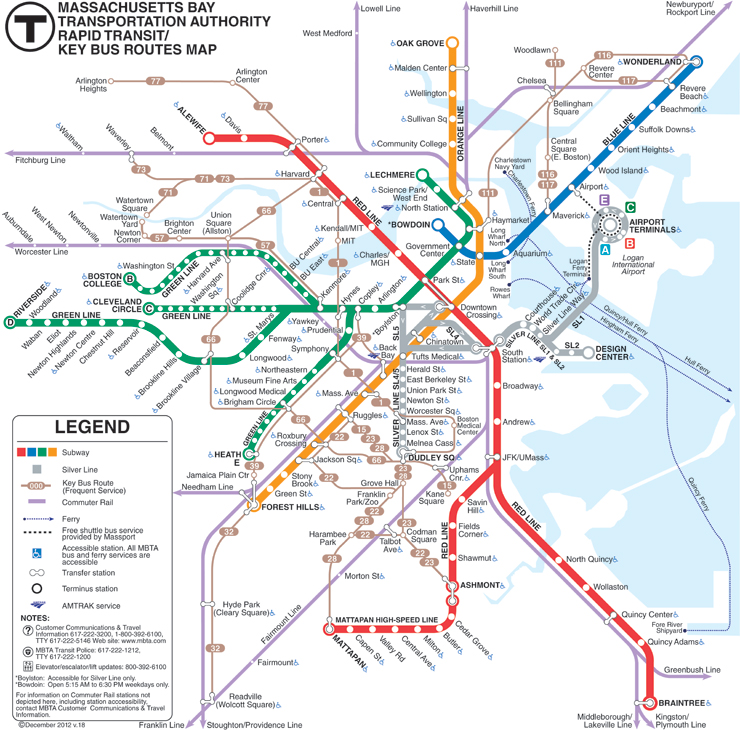 T
MASSACHUSETTS BAY
TRANSPORTATION AUTHORITY
RAPID TRANSIT/
KEY BUS ROUTES MAP
Lowell Line
Haverhill Line
Newburyport/
Rockport Line
West Medford
OAK GROVE
Malden Center
Wellington
Sullivan Sq
Community College
ORANGE LINE
Woodlawn
111
116
117
Revere
Center
WONDERLAND
Chelsea
Bellingham
Square
Revere
Beach
Beachmont
Suffolk Downs
Orient Heights
Wood Island
BLUE LINE
Central
Square
(E. Boston)
116
117
Airport
Maverick
Arlington
Heights
77
Arlington
Center
77
ALEWIFE
Davis
Porter
Waltham
Waverley
Belmont
Fitchburg Line
73
71
73
Harvard
1
Central
RED LINE
Kendall/MIT
MIT
Charles/
MGH
Watertown
Square
Watertown
Yard
Newton
Corner
57
Brighton
Center
Union
Square
(Allston)
66
57
Auburndale
West Newton
Newtonville
Worcester Line
LECHMERE
Science Park/
West End
North Station
*BOWDOIN
Government
Center
Park St
Haymarket
111
State
Aquarium
Charlestown
Navy Yard
Charlestown Ferry
Long
Wharf
North
Long
Wharf
South
Rowes
Wharf
E
C
B
A
AIRPORT
TERMINALS
Logan
International
Airport
Logan
Ferry
Terminal
Quincy/Hull Ferry
Hingham Ferry
Hull Ferry
Quincy Ferry
BOSTON
COLLEGE
B
Washington St
GREEN LINE
Harvard Ave
Washington
Sq
Coolidge Cnr
BU Central
BU East
Kenmore
Hynes
Copley
Arlington
*Boylston
CLEVELAND
CIRCLE
C
GREEN LINE
St. Marys
RIVERSIDE
D
GREEN LINE
Woodland
Waban
Eliot
Newton Highlands
Newton Centre
Chestnut Hill
Reservoir
Beaconsfield
Brookline Hills
Brookline Village
66
Longwood
Fenway
Yawkey
Prudential
Symphony
Northeastern
Museum Fine Arts
Longwood Medical
Brigham Circle
GREEN LINE
HEATH
E
39
1
Back
Bay
Mass. Ave
Ruggles
Roxbury
Crossing
Jackson Sq
Stony
Brook
Green St
FOREST HILLS
Jamaica Plain Ctr
39
Needham Line
32
Downtown
Crossing
Chinatown
Tufts Medical
SL5
SL4
SILVER LINE SL4/5
Herald St
East Berkeley St
Union Park St
Newton St
Worcester Sq
Mass. Ave
Lenox St
Melnea Cass
DUDLEY SQ
Boston
Medical
Center
1
66
22
15
23
28
22
28
66
23
28
South
Station
Courthouse
World Trade Ctr
Silver Line Way
SILVER LINE SL1 & SL2
SL1
SL2
DESIGN
CENTER
Broadway
Andrew
JFK/UMass
Uphams
Cnr.
15
Kane
Square
Grove Hall
Franklin
Park/Zoo
22
28
23
Harambee
Park
22
28
Talbot
Ave
Codman
Square
22
23
Morton St
Savin
Hill
Fields
Corner
Shawmut
RED LINE
ASHMONT
Cedar Grove
Butler
Milton
Central Ave
Valley Rd
Capen St
MATTAPAN
MATTAPAN HIGH-SPEED LINE
RED LINE
North Quincy
Wollaston
Quincy Center
Quincy Adams
BRAINTREE
Fore River
Shipyard
Greenbush Line
Middleborough/
Lakeville Line
Kingston/
Plymouth Line
Hyde Park
(Cleary Square)
32
Fairmount Line
Fairmount
Readville
(Wolcott Square)
Franklin Line
Stoughton/Providence Line
LEGEND
Subway
Silver Line
000
Key Bus Route
(Frequent Service)
Commuter Rail
Ferry
Free shuttle bus service
provided by Massport
Accessible station. All MBTA
bus and ferry services are
accessible
Transfer station
Terminus station
AMTRAK service
NOTES:
Customer Communications & Travel
Information 617-222-3200, 1-800-392-6100,
TTY 617-222-5146 Web site: www.mbta.com
MBTA Transit Police: 617-222-1212,
TTY 617-222-1200
Elevator/escalator/lift updates: 800-392-6100
*Boylston: Accessible for Silver Line only.
*Bowdoin: Open 5:15 AM to 6:30 PM weekdays only.
For information on Commuter Rail stations not
depicted here, including station accessibility,
contact MBTA Customer Communications & Travel
Information.
©December 2012 v.18